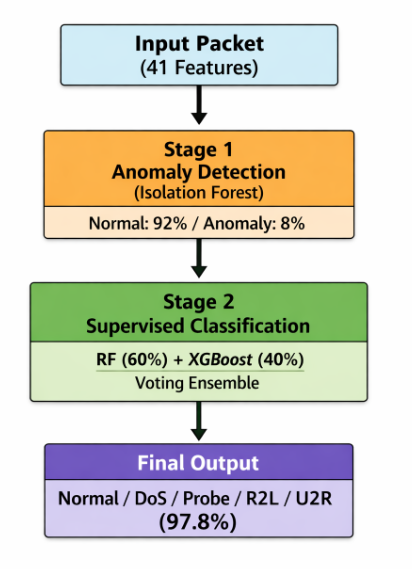 Input Packet
(41 Features)
Stage 1
Anomaly Detection
(Isolation Forest)
Normal: 92% / Anomaly: 8%
Stage 2
Supervised Classification
RF (60%) + XGBoost (40%)
Voting Ensemble
Final Output
Normal / DoS / Probe / R2L / U2R
(97.8%)